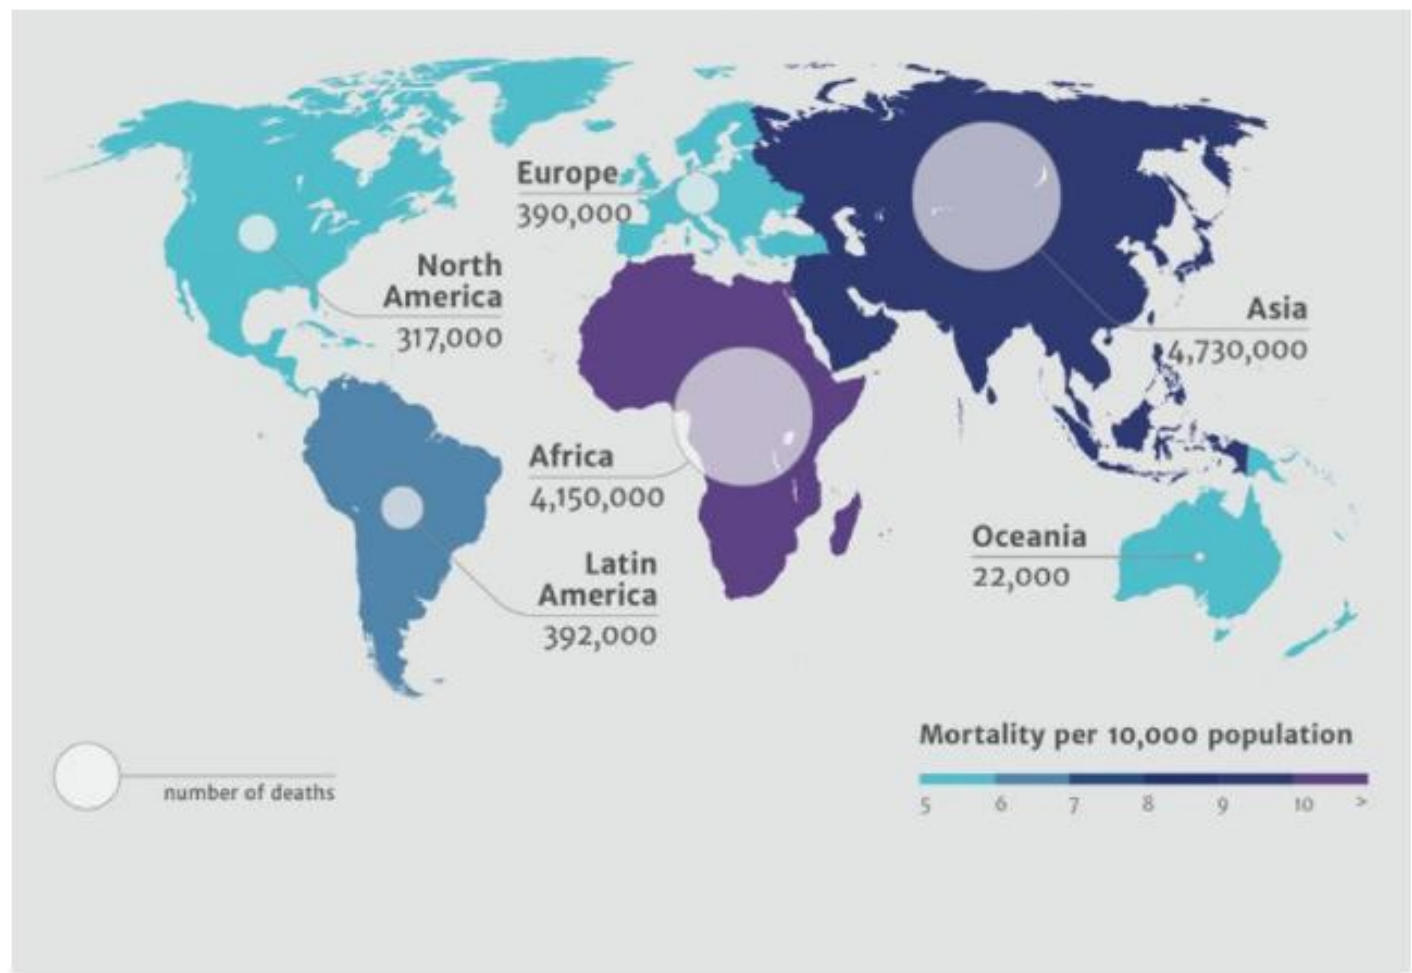 Europe
390,000
North
America
317,000
Asia
4,730,000
Africa
4,150,000
Oceania
22,000
Latin
America
392,000
Mortality per 10,000 population
5 6 7 8 9 10 >
number of deaths